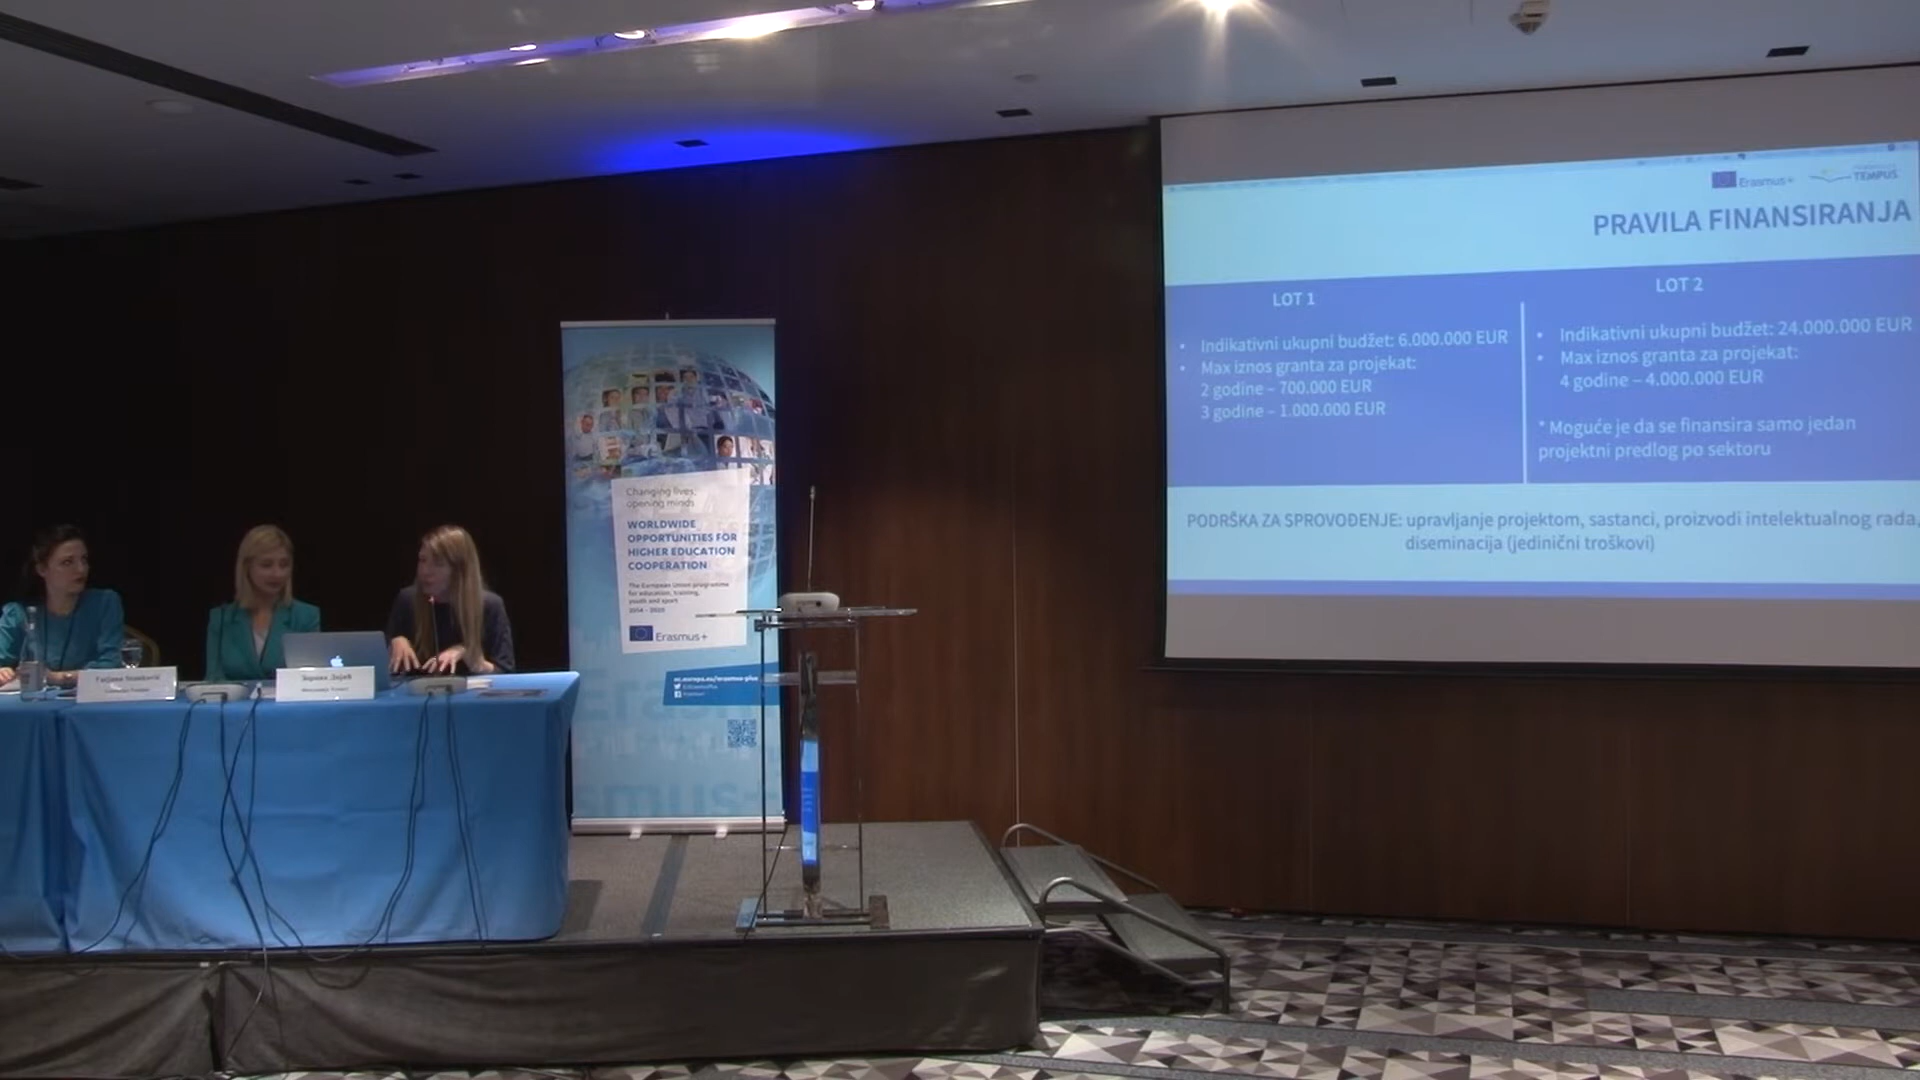 Erasmus+
TEMPUS
PRAVILA FINANSIRANJA
LOT 1
• Indikativni ukupni budžet: 6.000.000 EUR
• Max iznos granta za projekat:
2 godine – 700.000 EUR
3 godine – 1.000.000 EUR
LOT 2
• Indikativni ukupni budžet: 24.000.000 EUR
• Max iznos granta za projekat:
4 godine – 4.000.000 EUR
* Moguće je da se finansira samo jedan
projektni predlog po sektoru
PODRŠKA ZA SPROVOĐENJE: upravljanje projektom, sastanci, proizvodi intelektualnog rada,
diseminacija (jedinični troškovi)
Changing lives,
opening minds
WORLDWIDE
OPPORTUNITIES FOR
HIGHER EDUCATION
COOPERATION
The European Union programme
for education, training,
youth and sport
2014 - 2020
Erasmus+
ec.europa.eu/erasmus-plus